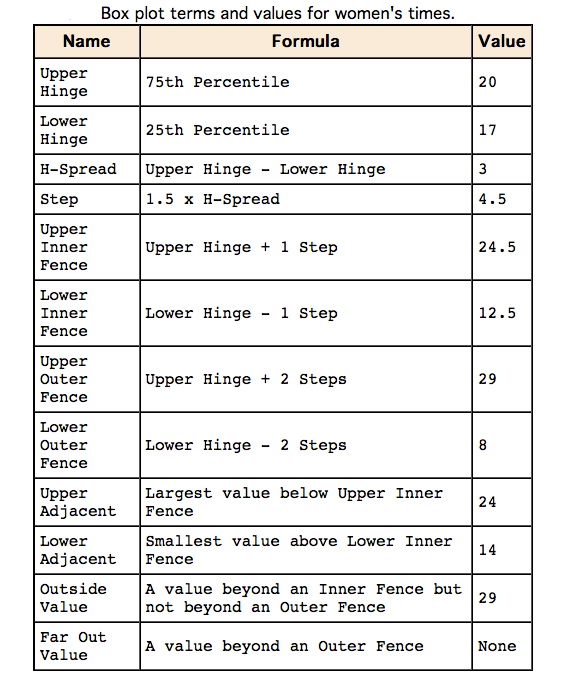 Box plot terms and values for women's times.
Name Formula Value
Upper
Hinge
75th Percentile
20
Lower
Hinge
25th Percentile
17
H-Spread Upper Hinge - Lower Hinge 3
Step 1.5 x H-Spread 4.5
Upper
Inner
Fence
Upper Hinge + 1 Step
24.5
Lower
Inner
Fence
Lower Hinge - 1 Step
12.5
Upper
Outer
Fence
Upper Hinge + 2 Steps
29
Lower
Outer
Fence
Lower Hinge - 2 Steps
8
Upper
Adjacent
Largest value below Upper Inner
Fence
24
Lower
Adjacent
Smallest value above Lower Inner
Fence
14
Outside
Value
A value beyond an Inner Fence but
not beyond an Outer Fence
29
Far Out
Value
A value beyond an Outer Fence
None